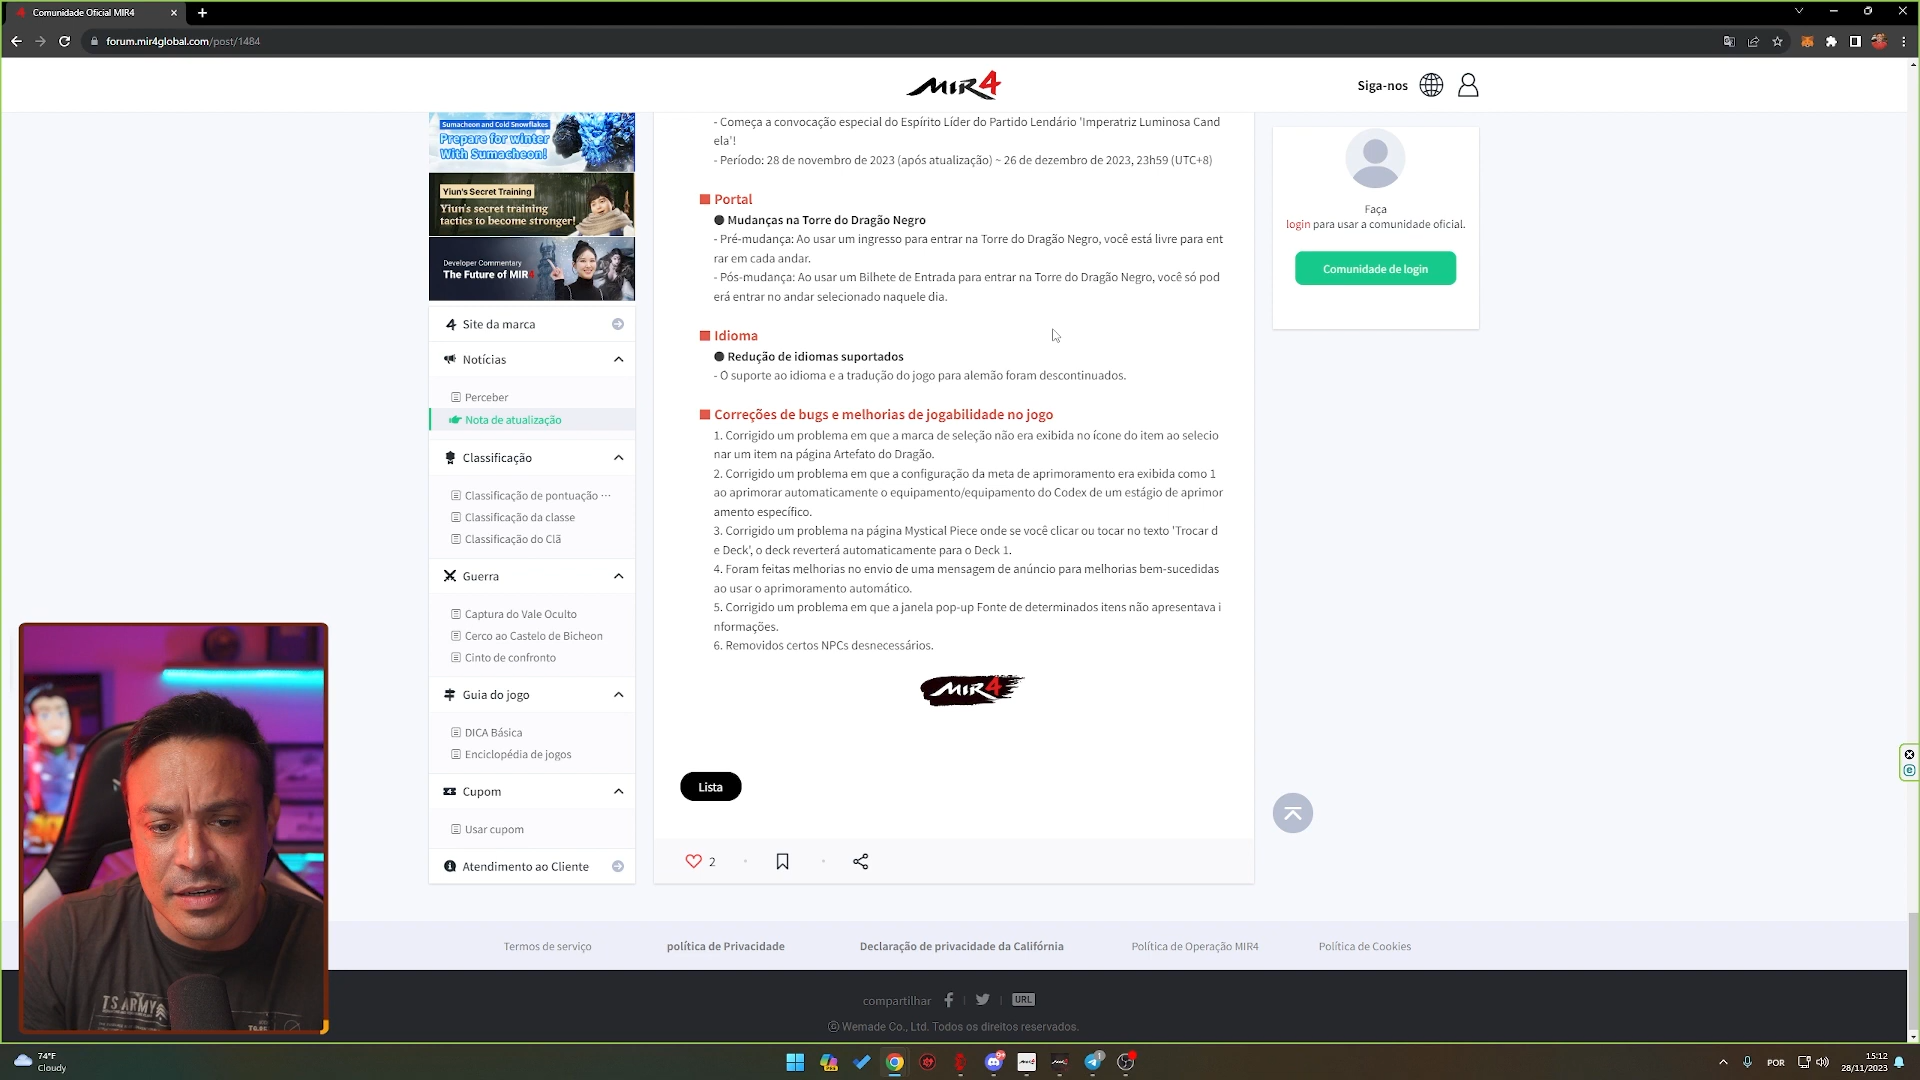 Comunidade Oficial MIR4
forum.mir4global.com/post/1484
MIR4
Siga-nos
Sumacheon and Cold Snowflakes
Prepare for winter
With Sumacheon!
Yiun's Secret Training
Yiun's secret training
tactics to become stronger!
Developer Commentary
The Future of MIR4
Site da marca
Notícias
Perceber
Nota de atualização
Classificação
Classificação de pontuação ···
Classificação da classe
Classificação do Clã
Guerra
Captura do Vale Oculto
Cerco ao Castelo de Bicheon
Cinto de confronto
Guia do jogo
DICA Básica
Enciclopédia de jogos
Cupom
Usar cupom
Atendimento ao Cliente
- Começa a convocação especial do Espírito Líder do Partido Lendário 'Imperatriz Luminosa Cand
ela'!
- Período: 28 de novembro de 2023 (após atualização) ~ 26 de dezembro de 2023, 23h59 (UTC+8)
Portal
Mudanças na Torre do Dragão Negro
- Pré-mudança: Ao usar um ingresso para entrar na Torre do Dragão Negro, você está livre para ent
rar em cada andar.
- Pós-mudança: Ao usar um Bilhete de Entrada para entrar na Torre do Dragão Negro, você só pod
erá entrar no andar selecionado naquele dia.
Idioma
Redução de idiomas suportados
- O suporte ao idioma e a tradução do jogo para alemão foram descontinuados.
Correções de bugs e melhorias de jogabilidade no jogo
1. Corrigido um problema em que a marca de seleção não era exibida no ícone do item ao selecio
nar um item na página Artefato do Dragão.
2. Corrigido um problema em que a configuração da meta de aprimoramento era exibida como 1
ao aprimorar automaticamente o equipamento/equipamento do Codex de um estágio de aprimor
amento específico.
3. Corrigido um problema na página Mystical Piece onde se você clicar ou tocar no texto 'Trocar d
e Deck', o deck reverterá automaticamente para o Deck 1.
4. Foram feitas melhorias no envio de uma mensagem de anúncio para melhorias bem-sucedidas
ao usar o aprimoramento automático.
5. Corrigido um problema em que a janela pop-up Fonte de determinados itens não apresentava i
nformações.
6. Removidos certos NPCs desnecessários.
MIR4
Lista
2
Faça
login para usar a comunidade oficial.
Comunidade de login
T.S ARMY
Termos de serviço
política de Privacidade
Declaração de privacidade da Califórnia
Política de Operação MIR4
Política de Cookies
compartilhar
URL
© Wemade Co., Ltd. Todos os direitos reservados.
74°F
Cloudy
POR
15:12
28/11/2023